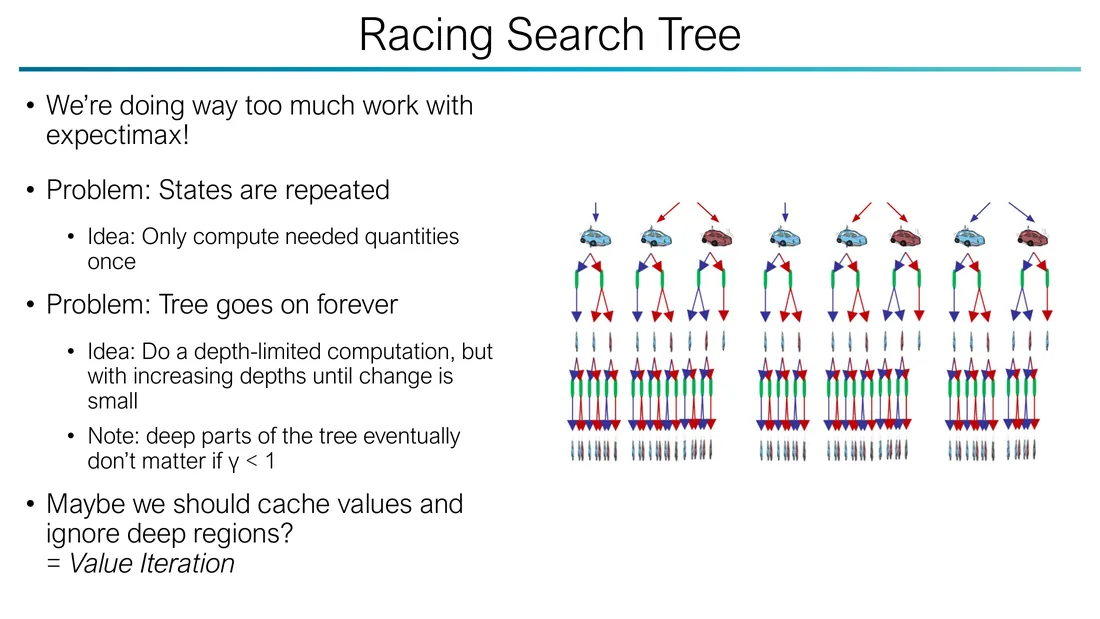 Racing Search Tree
• We’re doing way too much work with
expectimax!
• Problem: States are repeated
• Idea: Only compute needed quantities
once
• Problem: Tree goes on forever
• Idea: Do a depth-limited computation, but
with increasing depths until change is
small
• Note: deep parts of the tree eventually
don’t matter if γ < 1
• Maybe we should cache values and
ignore deep regions?
= Value Iteration